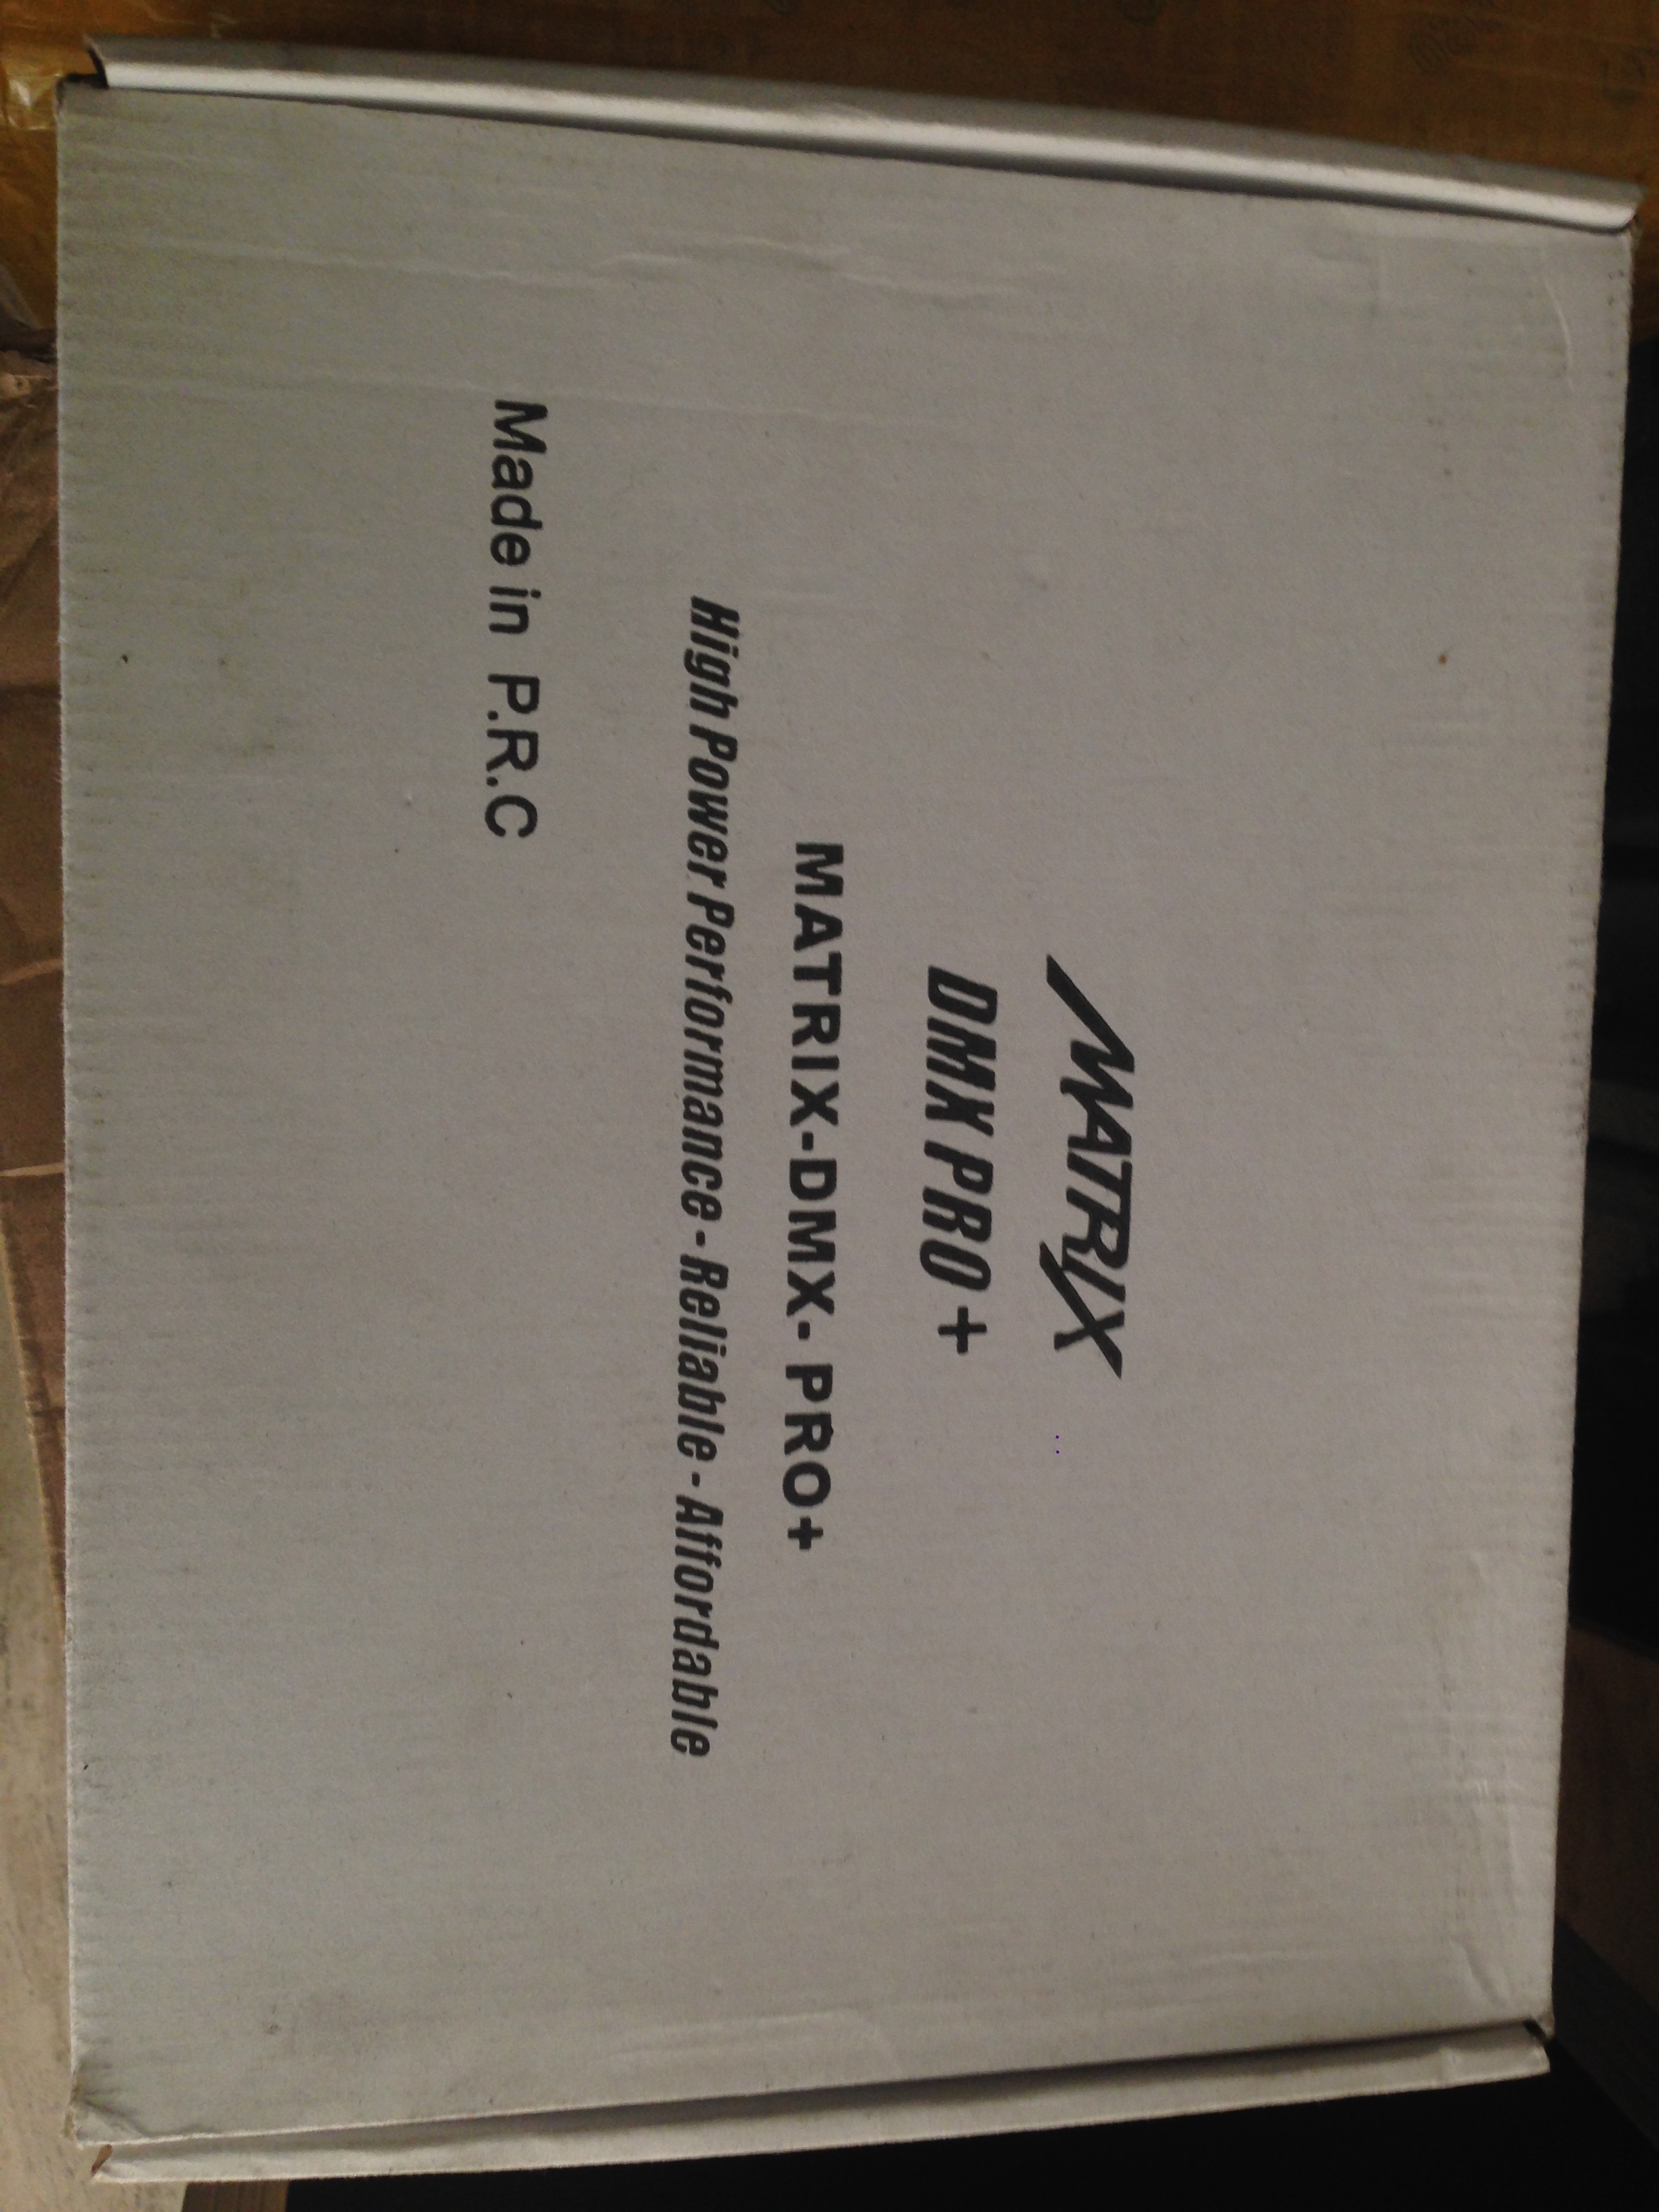 MATRIX
DMX PRO +
MATRIX-DMX- PRO+
High Power Performance - Reliable - Affordable
Made in P.R.C